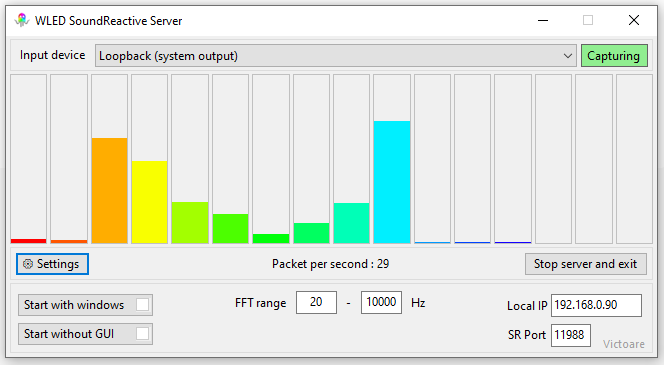 WLED SoundReactive Server
Input device Loopback (system output) Capturing
Settings Packet per second : 29 Stop server and exit
Start with windows FFT range 20 - 10000 Hz Local IP 192.168.0.90
Start without GUI SR Port 11988
Victoare